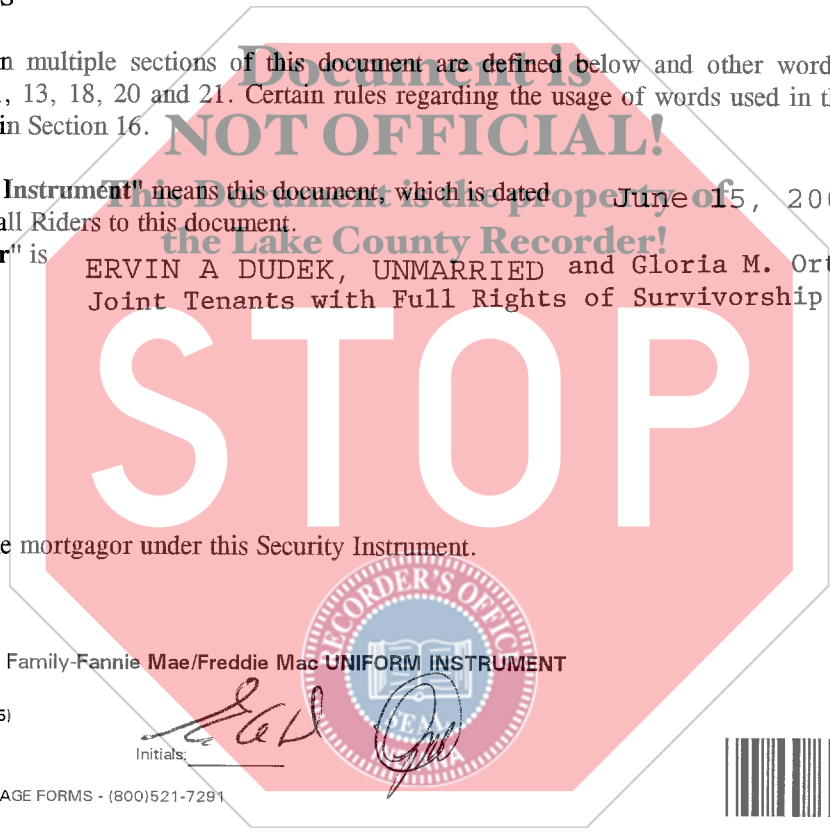 S
n multiple sections of this document are defined below and other word
, 13, 18, 20 and 21. Certain rules regarding the usage of words used in th
in Section 16.
Document is
NOT OFFICIAL!
This Document is the property of
the Lake County Recorder!
Instrument" means this document, which is dated June 15, 200
all Riders to this document.
r" is
ERVIN A DUDEK, UNMARRIED and Gloria M. Ort
Joint Tenants with Full Rights of Survivorship
STOP
e mortgagor under this Security Instrument.
RECORDER'S OFFICE
SEAL
Family-Fannie Mae/Freddie Mac UNIFORM INSTRUMENT
5)
EAD
Initials:
AGE FORMS - (800)521-7291